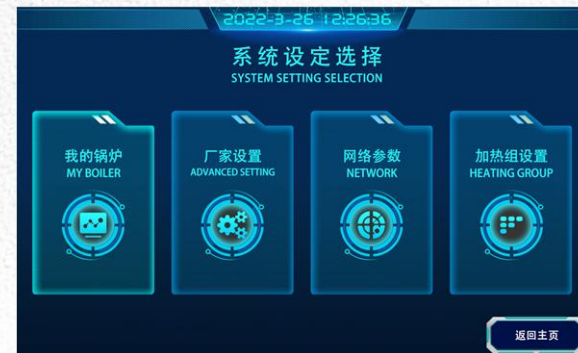 2022-3-26 12:26:36
系统设定选择
SYSTEM SETTING SELECTION
我的锅炉
MY BOILER
厂家设置
ADVANCED SETTING
网络参数
NETWORK
加热组设置
HEATING GROUP
返回主页